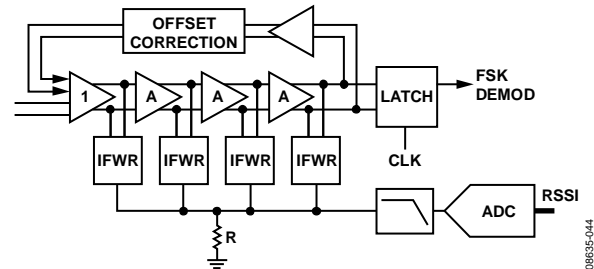 OFFSET
CORRECTION
1
A
A
A
LATCH
FSK
DEMOD
CLK
IFWR
IFWR
IFWR
IFWR
R
ADC
RSSI
08635-044